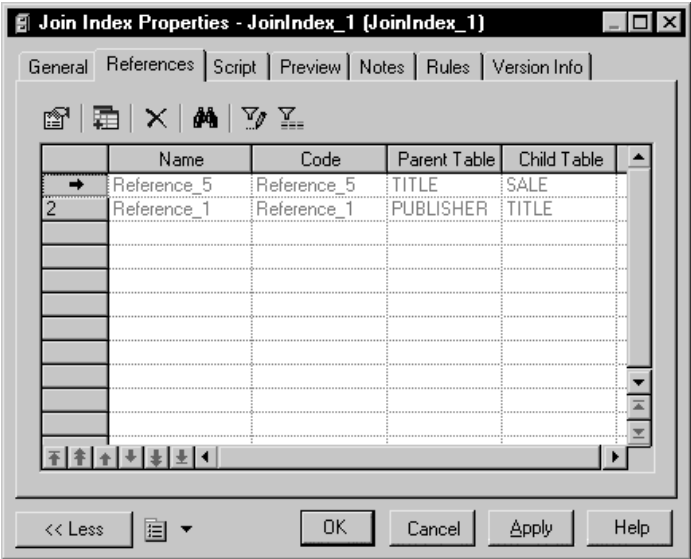 Join Index Properties - JoinIndex_1 (JoinIndex_1)
General References Script Preview Notes Rules Version Info
Name Code Parent Table Child Table
Reference_5 Reference_5 TITLE SALE
2 Reference_1 Reference_1 PUBLISHER TITLE
<< Less OK Cancel Apply Help